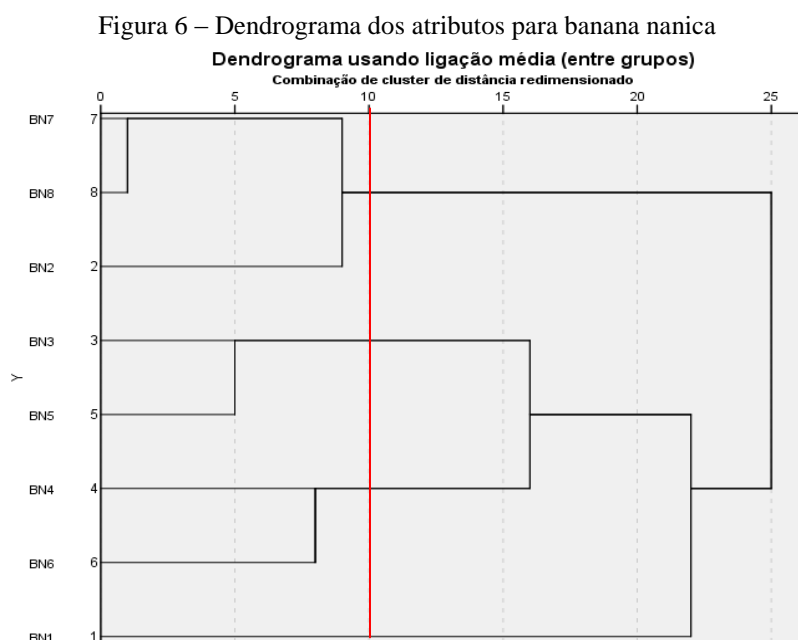 Figura 6 – Dendrograma dos atributos para banana nanica
Dendrograma usando ligação média (entre grupos)
Combinação de cluster de distância redimensionado
0 5 10 15 20 25
BN7 7
BN8 8
BN2 2
BN3 3
Y
BN5 5
BN4 4
BN6 6
BN1 1